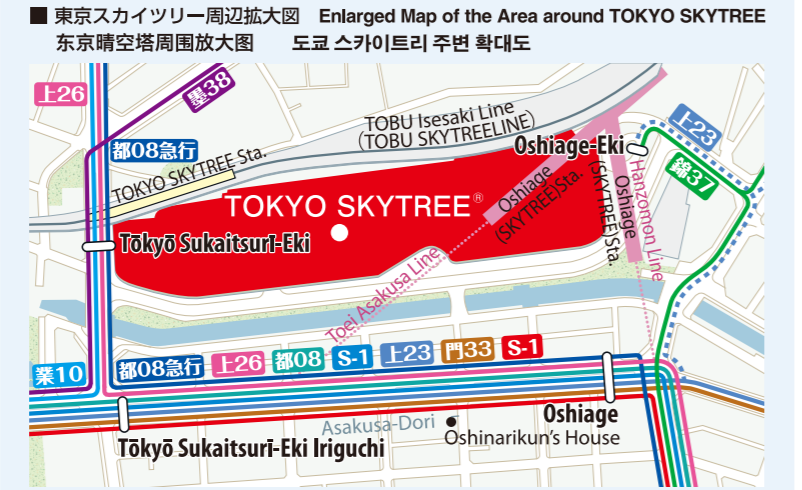 ■ 東京スカイツリー周辺拡大図 Enlarged Map of the Area around TOKYO SKYTREE
东京晴空塔周围放大图 도쿄 스카이트리 주변 확대도
上26
墨38
都08急行
TOBU Isesaki Line
(TOBU SKYTREELINE)
TOKYO SKYTREE Sta.
Oshiage-Eki
上23
錦37
Oshiage
(SKYTREE)Sta.
Oshiage
(SKYTREE)Sta.
Hanzomon Line
TOKYO SKYTREE®
Tōkyō Sukaitsurī-Eki
Toei Asakusa Line
業10
都08急行
上26
都08
S-1
上23
門33
S-1
Asakusa-Dori
Oshiage
Oshinarikun's House
Tōkyō Sukaitsurī-Eki Iriguchi